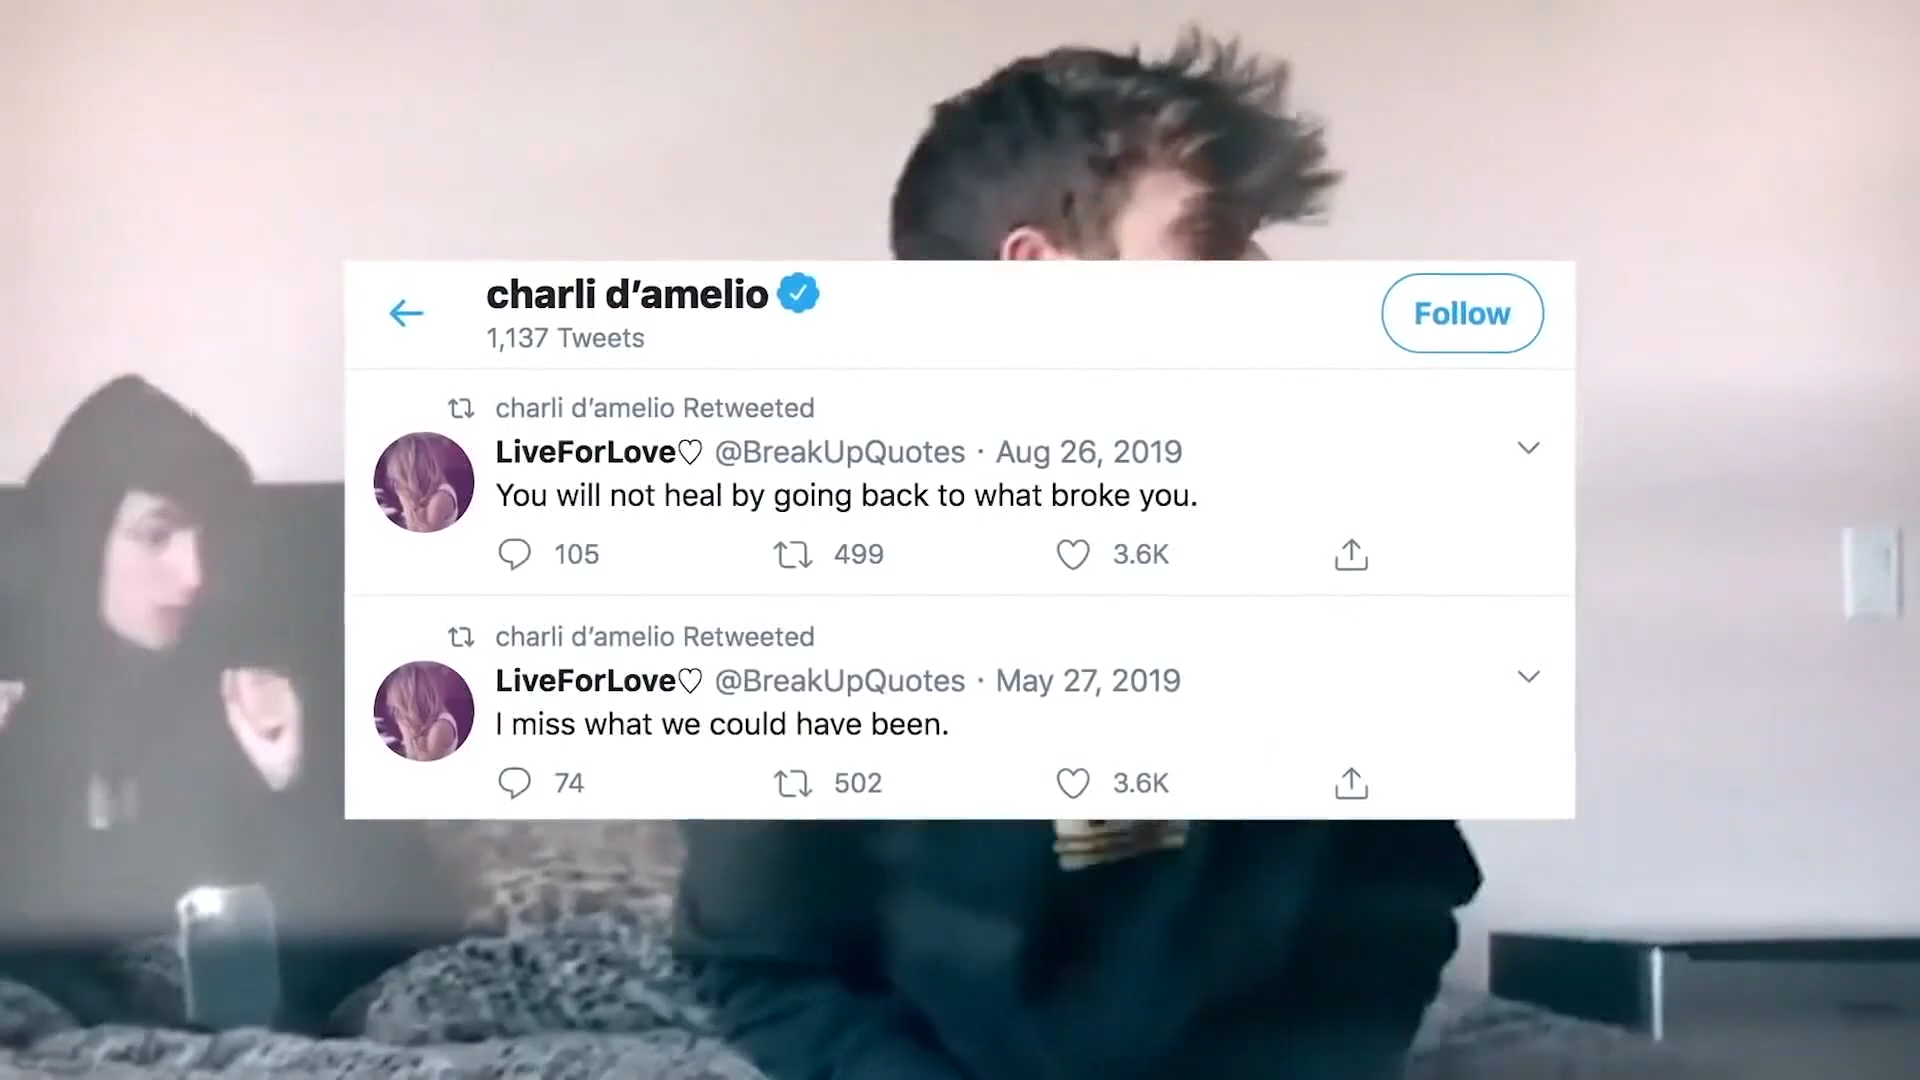 charli d’amelio
1,137 Tweets
Follow
charli d’amelio Retweeted
LiveForLove♡ @BreakUpQuotes · Aug 26, 2019
You will not heal by going back to what broke you.
105 499 3.6K
charli d’amelio Retweeted
LiveForLove♡ @BreakUpQuotes · May 27, 2019
I miss what we could have been.
74 502 3.6K